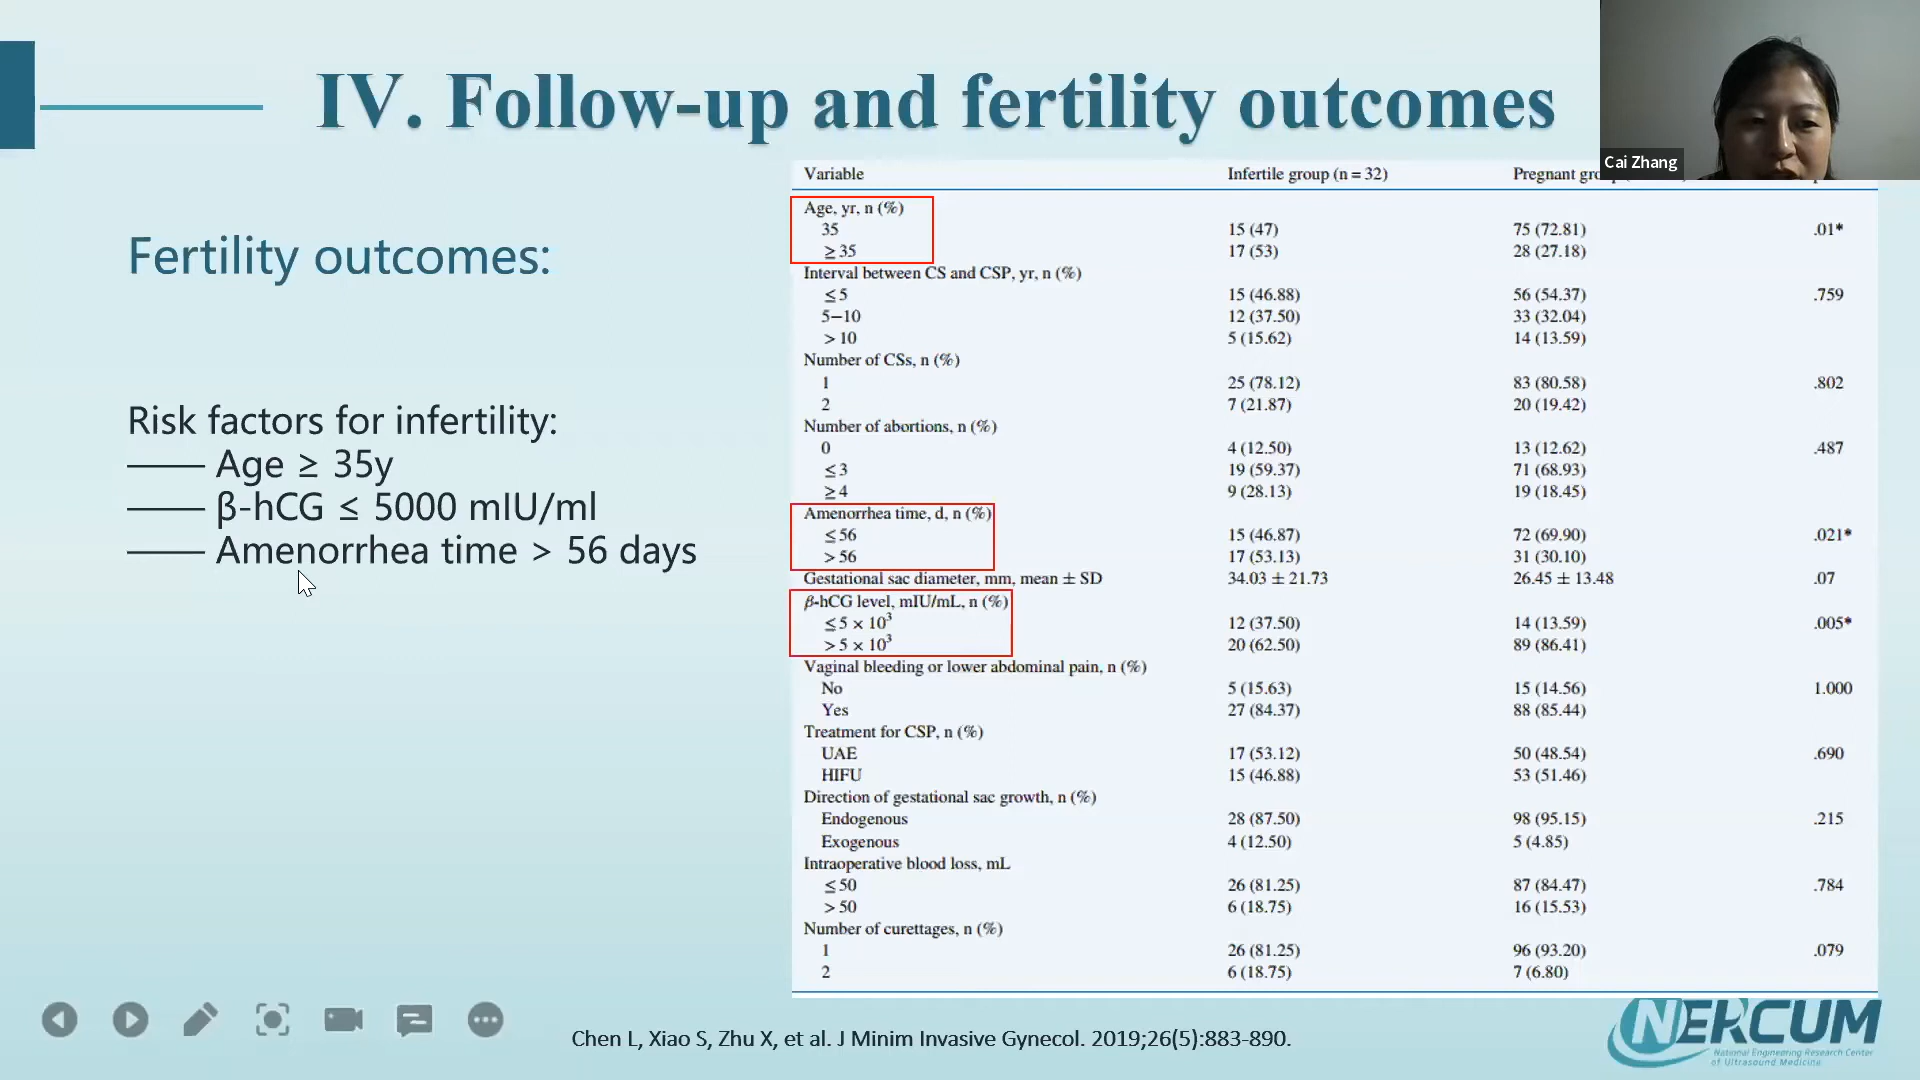 IV. Follow-up and fertility outcomes
Cai Zhang
Fertility outcomes:
Risk factors for infertility:
—— Age ≥ 35y
—— β-hCG ≤ 5000 mIU/ml
—— Amenorrhea time > 56 days
Variable Infertile group (n = 32) Pregnant
Age, yr, n (%)
35 15 (47) 75 (72.81) .01*
≥ 35 17 (53) 28 (27.18)
Interval between CS and CSP, yr, n (%)
≤ 5 15 (46.88) 56 (54.37) .759
5−10 12 (37.50) 33 (32.04)
> 10 5 (15.62) 14 (13.59)
Number of CSs, n (%)
1 25 (78.12) 83 (80.58) .802
2 7 (21.87) 20 (19.42)
Number of abortions, n (%)
0 4 (12.50) 13 (12.62) .487
≤ 3 19 (59.37) 71 (68.93)
≥ 4 9 (28.13) 19 (18.45)
Amenorrhea time, d, n (%)
≤ 56 15 (46.87) 72 (69.90) .021*
> 56 17 (53.13) 31 (30.10)
Gestational sac diameter, mm, mean ± SD 34.03 ± 21.73 26.45 ± 13.48 .07
β-hCG level, mIU/mL, n (%)
≤ 5 × 10³ 12 (37.50) 14 (13.59) .005*
> 5 × 10³ 20 (62.50) 89 (86.41)
Vaginal bleeding or lower abdominal pain, n (%)
No 5 (15.63) 15 (14.56) 1.000
Yes 27 (84.37) 88 (85.44)
Treatment for CSP, n (%)
UAE 17 (53.12) 50 (48.54) .690
HIFU 15 (46.88) 53 (51.46)
Direction of gestational sac growth, n (%)
Endogenous 28 (87.50) 98 (95.15) .215
Exogenous 4 (12.50) 5 (4.85)
Intraoperative blood loss, mL
≤ 50 26 (81.25) 87 (84.47) .784
> 50 6 (18.75) 16 (15.53)
Number of curettages, n (%)
1 26 (81.25) 96 (93.20) .079
2 6 (18.75) 7 (6.80)
Chen L, Xiao S, Zhu X, et al. J Minim Invasive Gynecol. 2019;26(5):883-890.
NERCUM
National Engineering Research Center
of Ultrasound Medicine